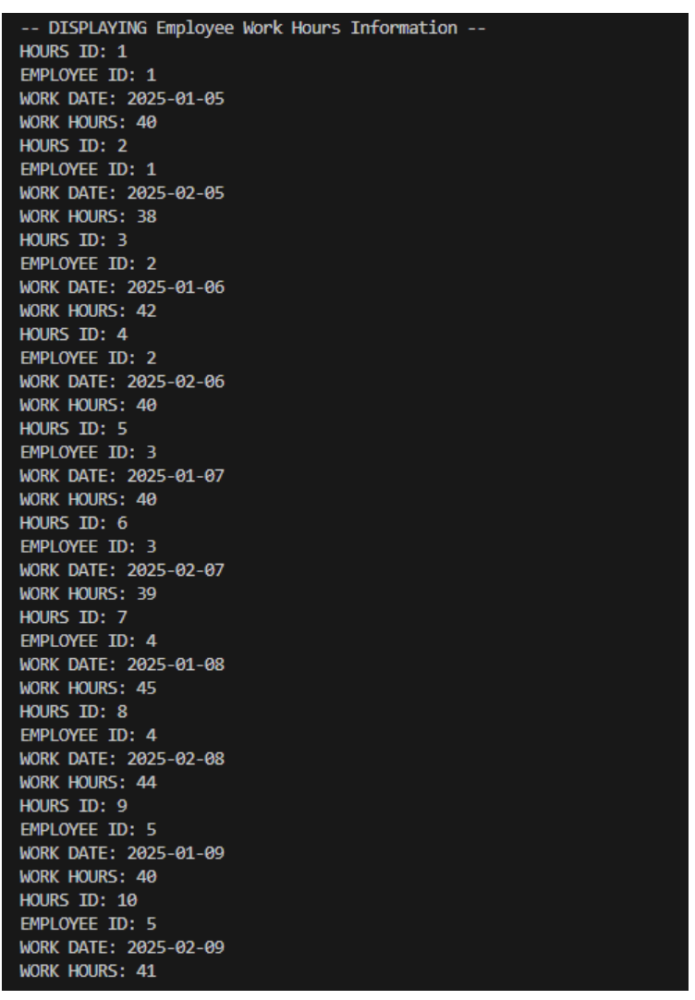 -- DISPLAYING Employee Work Hours Information --
HOURS ID: 1
EMPLOYEE ID: 1
WORK DATE: 2025-01-05
WORK HOURS: 40
HOURS ID: 2
EMPLOYEE ID: 1
WORK DATE: 2025-02-05
WORK HOURS: 38
HOURS ID: 3
EMPLOYEE ID: 2
WORK DATE: 2025-01-06
WORK HOURS: 42
HOURS ID: 4
EMPLOYEE ID: 2
WORK DATE: 2025-02-06
WORK HOURS: 40
HOURS ID: 5
EMPLOYEE ID: 3
WORK DATE: 2025-01-07
WORK HOURS: 40
HOURS ID: 6
EMPLOYEE ID: 3
WORK DATE: 2025-02-07
WORK HOURS: 39
HOURS ID: 7
EMPLOYEE ID: 4
WORK DATE: 2025-01-08
WORK HOURS: 45
HOURS ID: 8
EMPLOYEE ID: 4
WORK DATE: 2025-02-08
WORK HOURS: 44
HOURS ID: 9
EMPLOYEE ID: 5
WORK DATE: 2025-01-09
WORK HOURS: 40
HOURS ID: 10
EMPLOYEE ID: 5
WORK DATE: 2025-02-09
WORK HOURS: 41